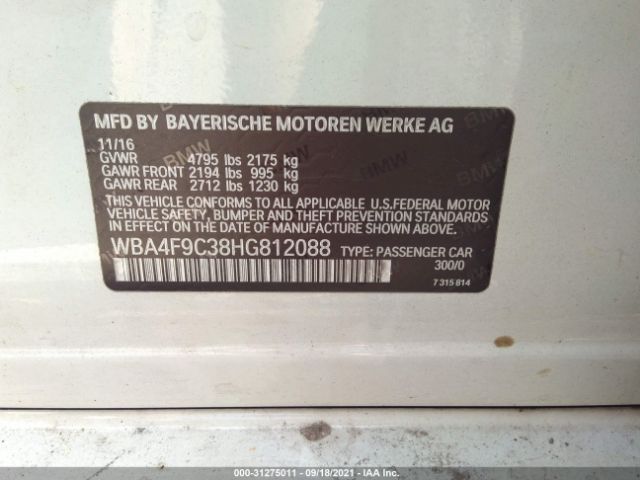 MFD BY BAYERISCHE MOTOREN WERKE AG
11/16
GVWR 4795 lbs 2175 kg
GAWR FRONT 2194 lbs 995 kg
GAWR REAR 2712 lbs 1230 kg
THIS VEHICLE CONFORMS TO ALL APPLICABLE U.S.FEDERAL MOTOR
VEHICLE SAFETY, BUMPER AND THEFT PREVENTION STANDARDS
IN EFFECT ON THE DATE OF MANUFACTURE SHOWN ABOVE.
WBA4F9C38HG812088 TYPE: PASSENGER CAR
300/0
7 315 814
000-31275011 - 09/18/2021 - IAA Inc.